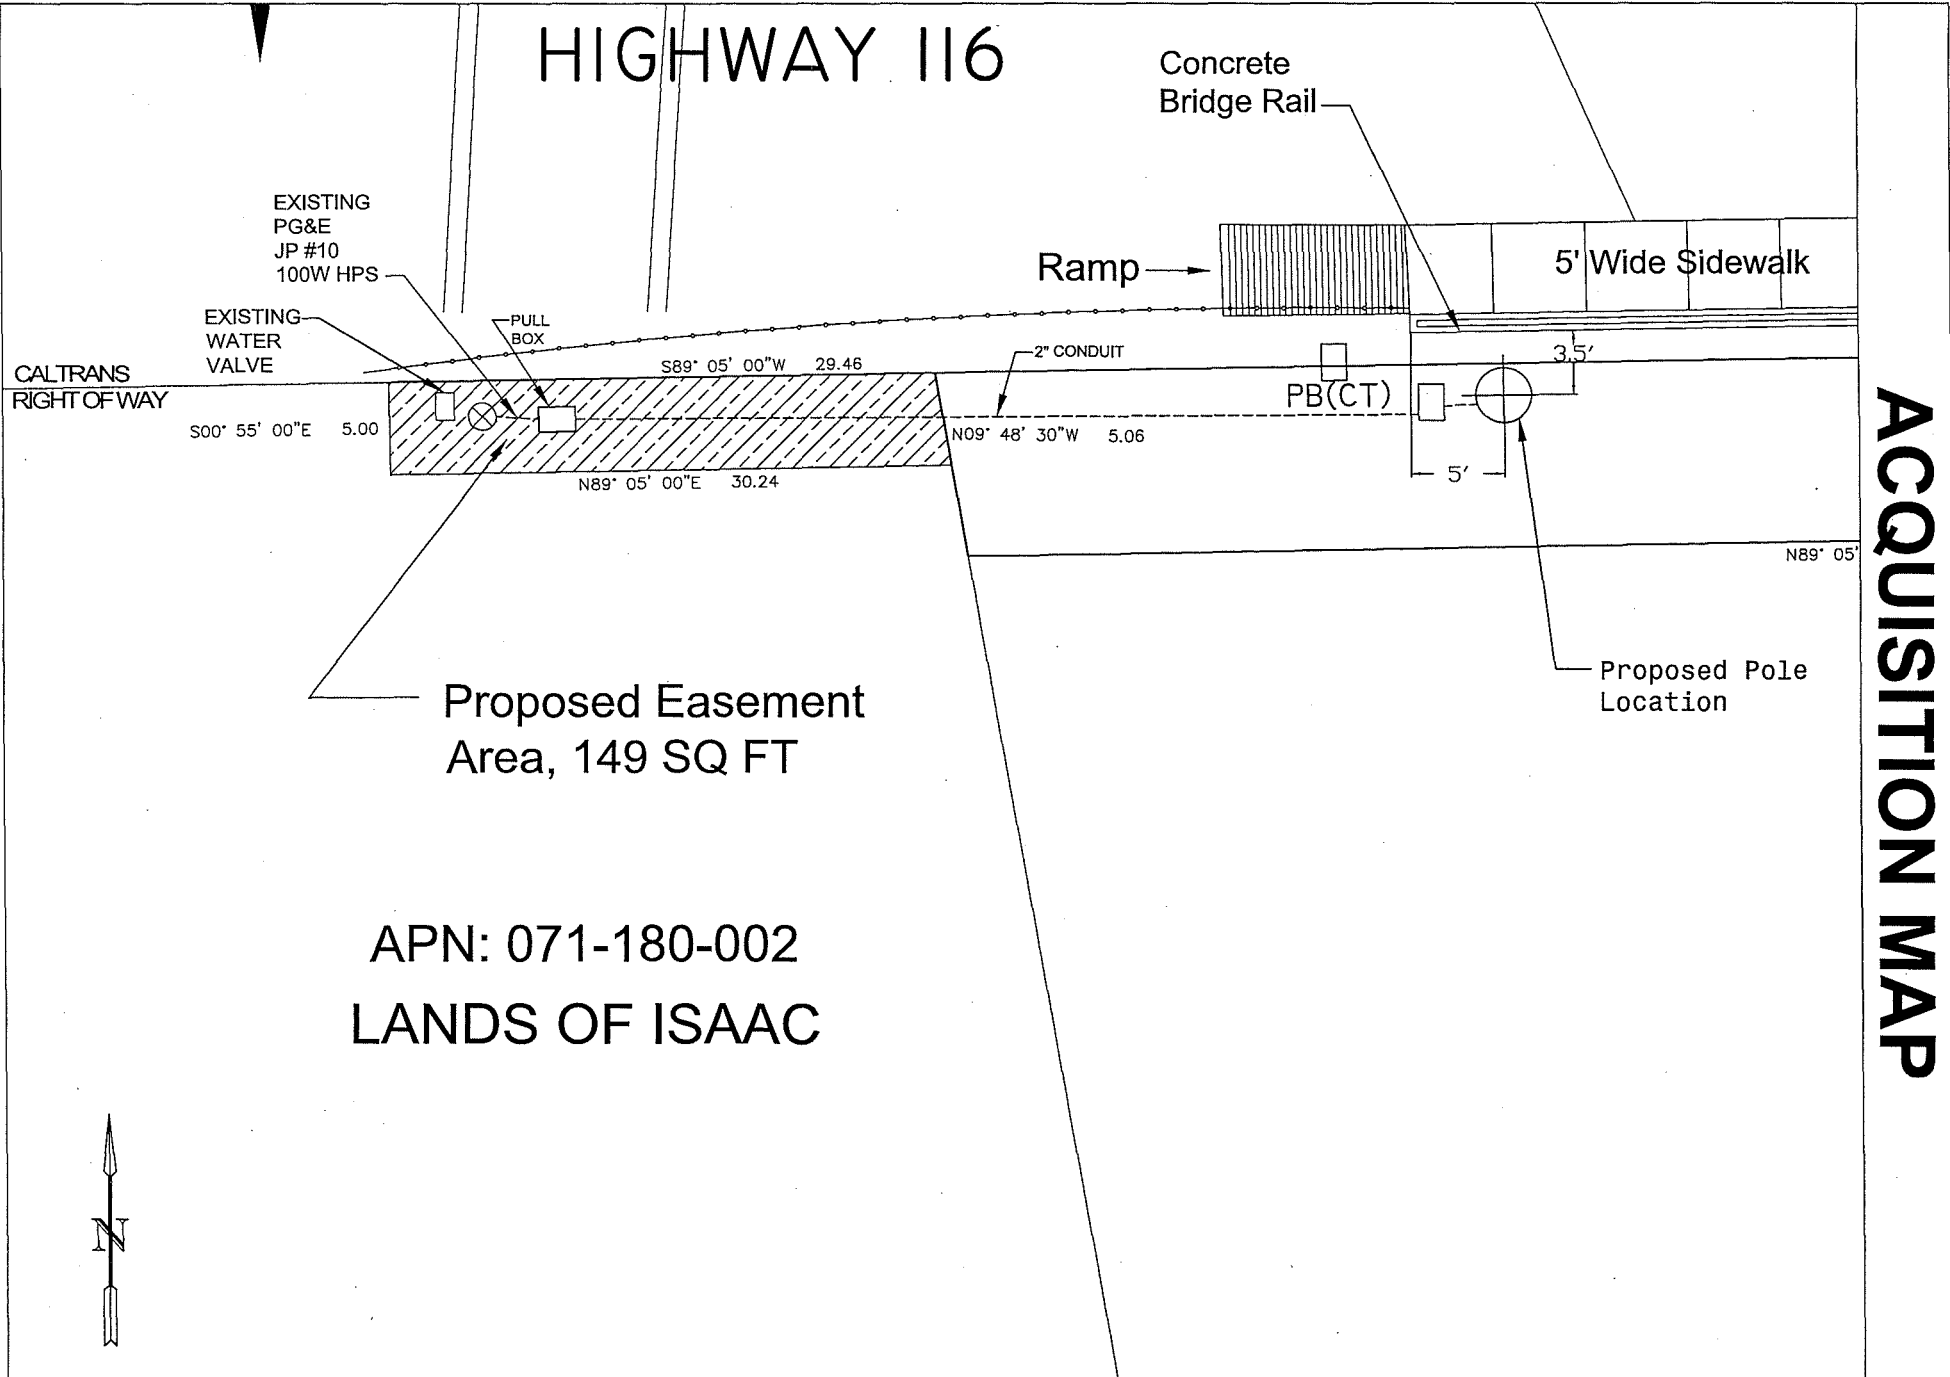 HIGHWAY 116
Concrete
Bridge Rail
EXISTING
PG&E
JP #10
100W HPS
Ramp
5' Wide Sidewalk
EXISTING
WATER
VALVE
PULL
BOX
CALTRANS
RIGHT OF WAY
S89° 05' 00"W 29.46
2" CONDUIT
3.5'
PB(CT)
S00° 55' 00"E 5.00
N09° 48' 30"W 5.06
5'
N89° 05' 00"E 30.24
N89° 05'
Proposed Easement
Area, 149 SQ FT
Proposed Pole
Location
APN: 071-180-002
LANDS OF ISAAC
N
ACQUISITION MAP